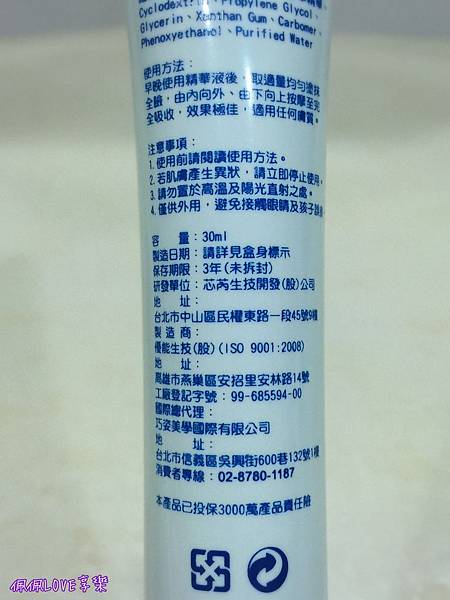 Cyclodextrin、Propylene Glycol、
Glycerin、Xanthan Gum、Carbomer、
Phenoxyethanol、Purified Water
使用方法：
早晚使用精華液後，取適量均勻塗抹
全臉，由內向外、由下向上按摩至完
全吸收，效果極佳，適用任何膚質。
注意事項：
1.使用前請閱讀使用方法。
2.若肌膚產生異狀，請立即停止使用。
3.請勿置於高溫及陽光直射之處。
4.僅供外用，避免接觸眼睛及孩子誤
容　　量：30ml
製造日期：請詳見盒身標示
保存期限：3年(未拆封)
研發單位：芯芮生技開發(股)公司
地　　址：
台北市中山區民權東路一段45號9樓
製 造 商：
優能生技(股)(ISO 9001:2008)
地　　址：
高雄市燕巢區安招里安林路14號
工廠登記字號：99-685594-00
國際總代理：
巧姿美學國際有限公司
地　　址：
台北市信義區吳興街600巷132號1樓
消費者專線：02-8780-1187
本產品已投保3000萬產品責任險
佩佩LOVE享樂